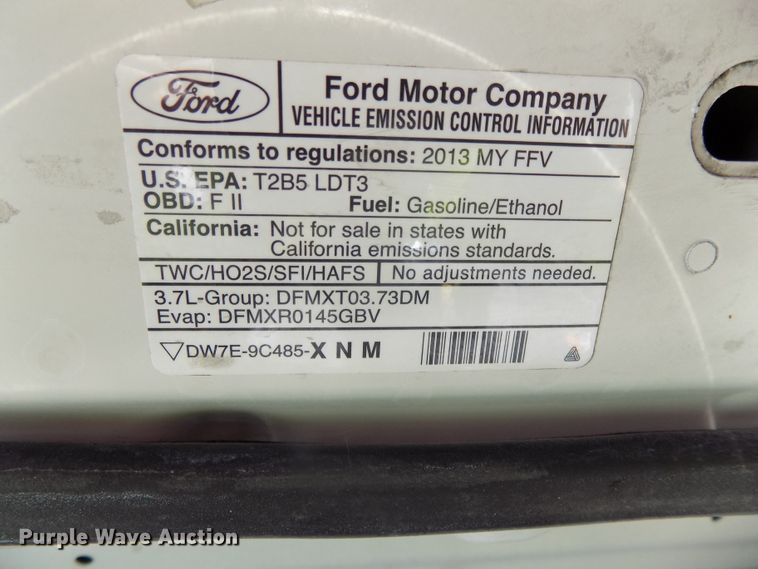 Ford
Ford Motor Company
VEHICLE EMISSION CONTROL INFORMATION
Conforms to regulations: 2013 MY FFV
U.S. EPA: T2B5 LDT3
OBD: F II Fuel: Gasoline/Ethanol
California: Not for sale in states with
California emissions standards.
TWC/HO2S/SFI/HAFS No adjustments needed.
3.7L-Group: DFMXT03.73DM
Evap: DFMXR0145GBV
DW7E-9C485-X N M
Purple Wave Auction